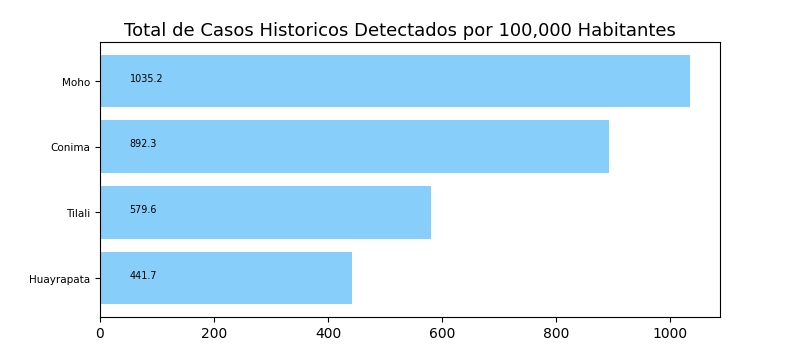 Total de Casos Historicos Detectados por 100,000 Habitantes
Moho 1035.2
Conima 892.3
Tilali 579.6
Huayrapata 441.7
0 200 400 600 800 1000